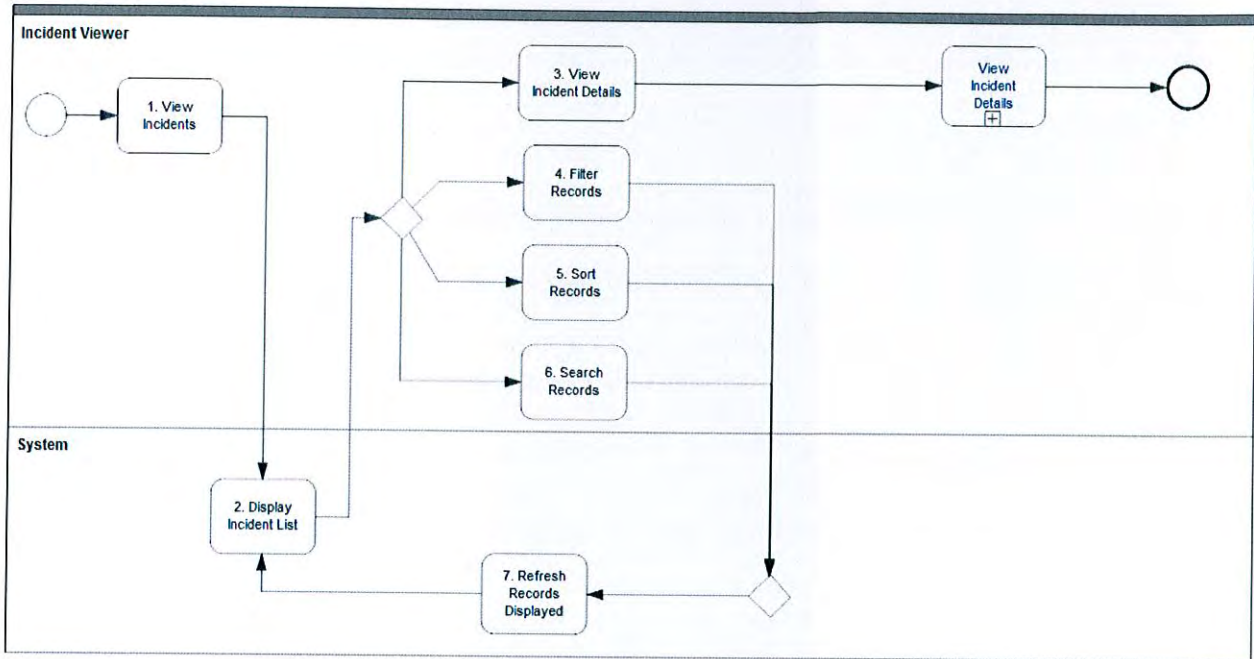 Incident Viewer
1. View
Incidents
3. View
Incident Details
View
Incident
Details
4. Filter
Records
5. Sort
Records
6. Search
Records
System
2. Display
Incident List
7. Refresh
Records
Displayed